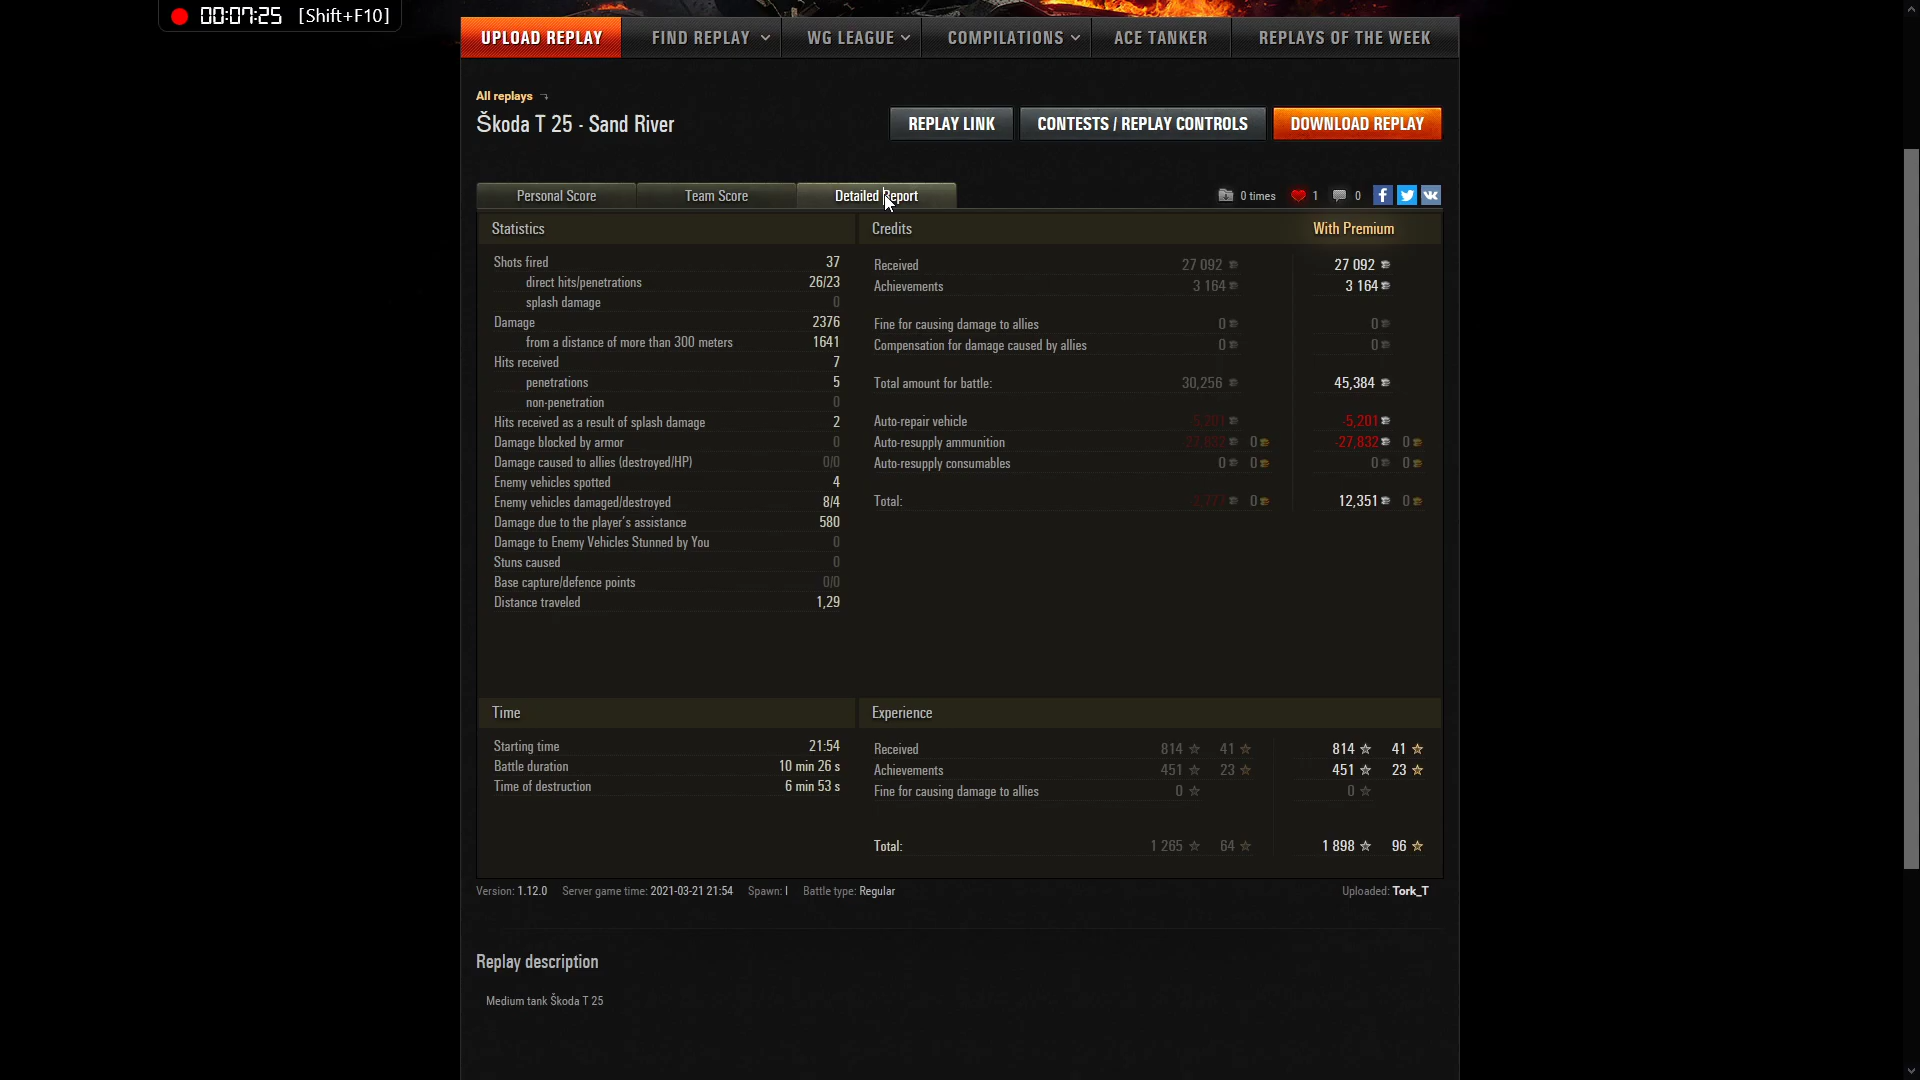 00:07:25 [Shift+F10]
UPLOAD REPLAY FIND REPLAY WG LEAGUE COMPILATIONS ACE TANKER REPLAYS OF THE WEEK
All replays
Škoda T 25 - Sand River
REPLAY LINK CONTESTS / REPLAY CONTROLS DOWNLOAD REPLAY
Personal Score Team Score Detailed Report
0 times 1 0
Statistics
Shots fired 37
direct hits/penetrations 26/23
splash damage 0
Damage 2376
from a distance of more than 300 meters 1641
Hits received 7
penetrations 5
non-penetration 0
Hits received as a result of splash damage 2
Damage blocked by armor 0
Damage caused to allies (destroyed/HP) 0/0
Enemy vehicles spotted 4
Enemy vehicles damaged/destroyed 8/4
Damage due to the player's assistance 580
Damage to Enemy Vehicles Stunned by You 0
Stuns caused 0
Base capture/defence points 0/0
Distance traveled 1,29
Credits With Premium
Received 27 092 27 092
Achievements 3 164 3 164
Fine for causing damage to allies 0 0
Compensation for damage caused by allies 0 0
Total amount for battle: 30,256 45,384
Auto-repair vehicle -5,201 -5,201
Auto-resupply ammunition -27,832 0 -27,832 0
Auto-resupply consumables 0 0 0 0
Total: 0 12,351 0
Time
Starting time 21:54
Battle duration 10 min 26 s
Time of destruction 6 min 53 s
Experience
Received 814 41 814 41
Achievements 451 23 451 23
Fine for causing damage to allies 0 0
Total: 1 265 64 1 898 96
Version: 1.12.0 Server game time: 2021-03-21 21:54 Spawn: I Battle type: Regular Uploaded: Tork_T
Replay description
Medium tank Škoda T 25